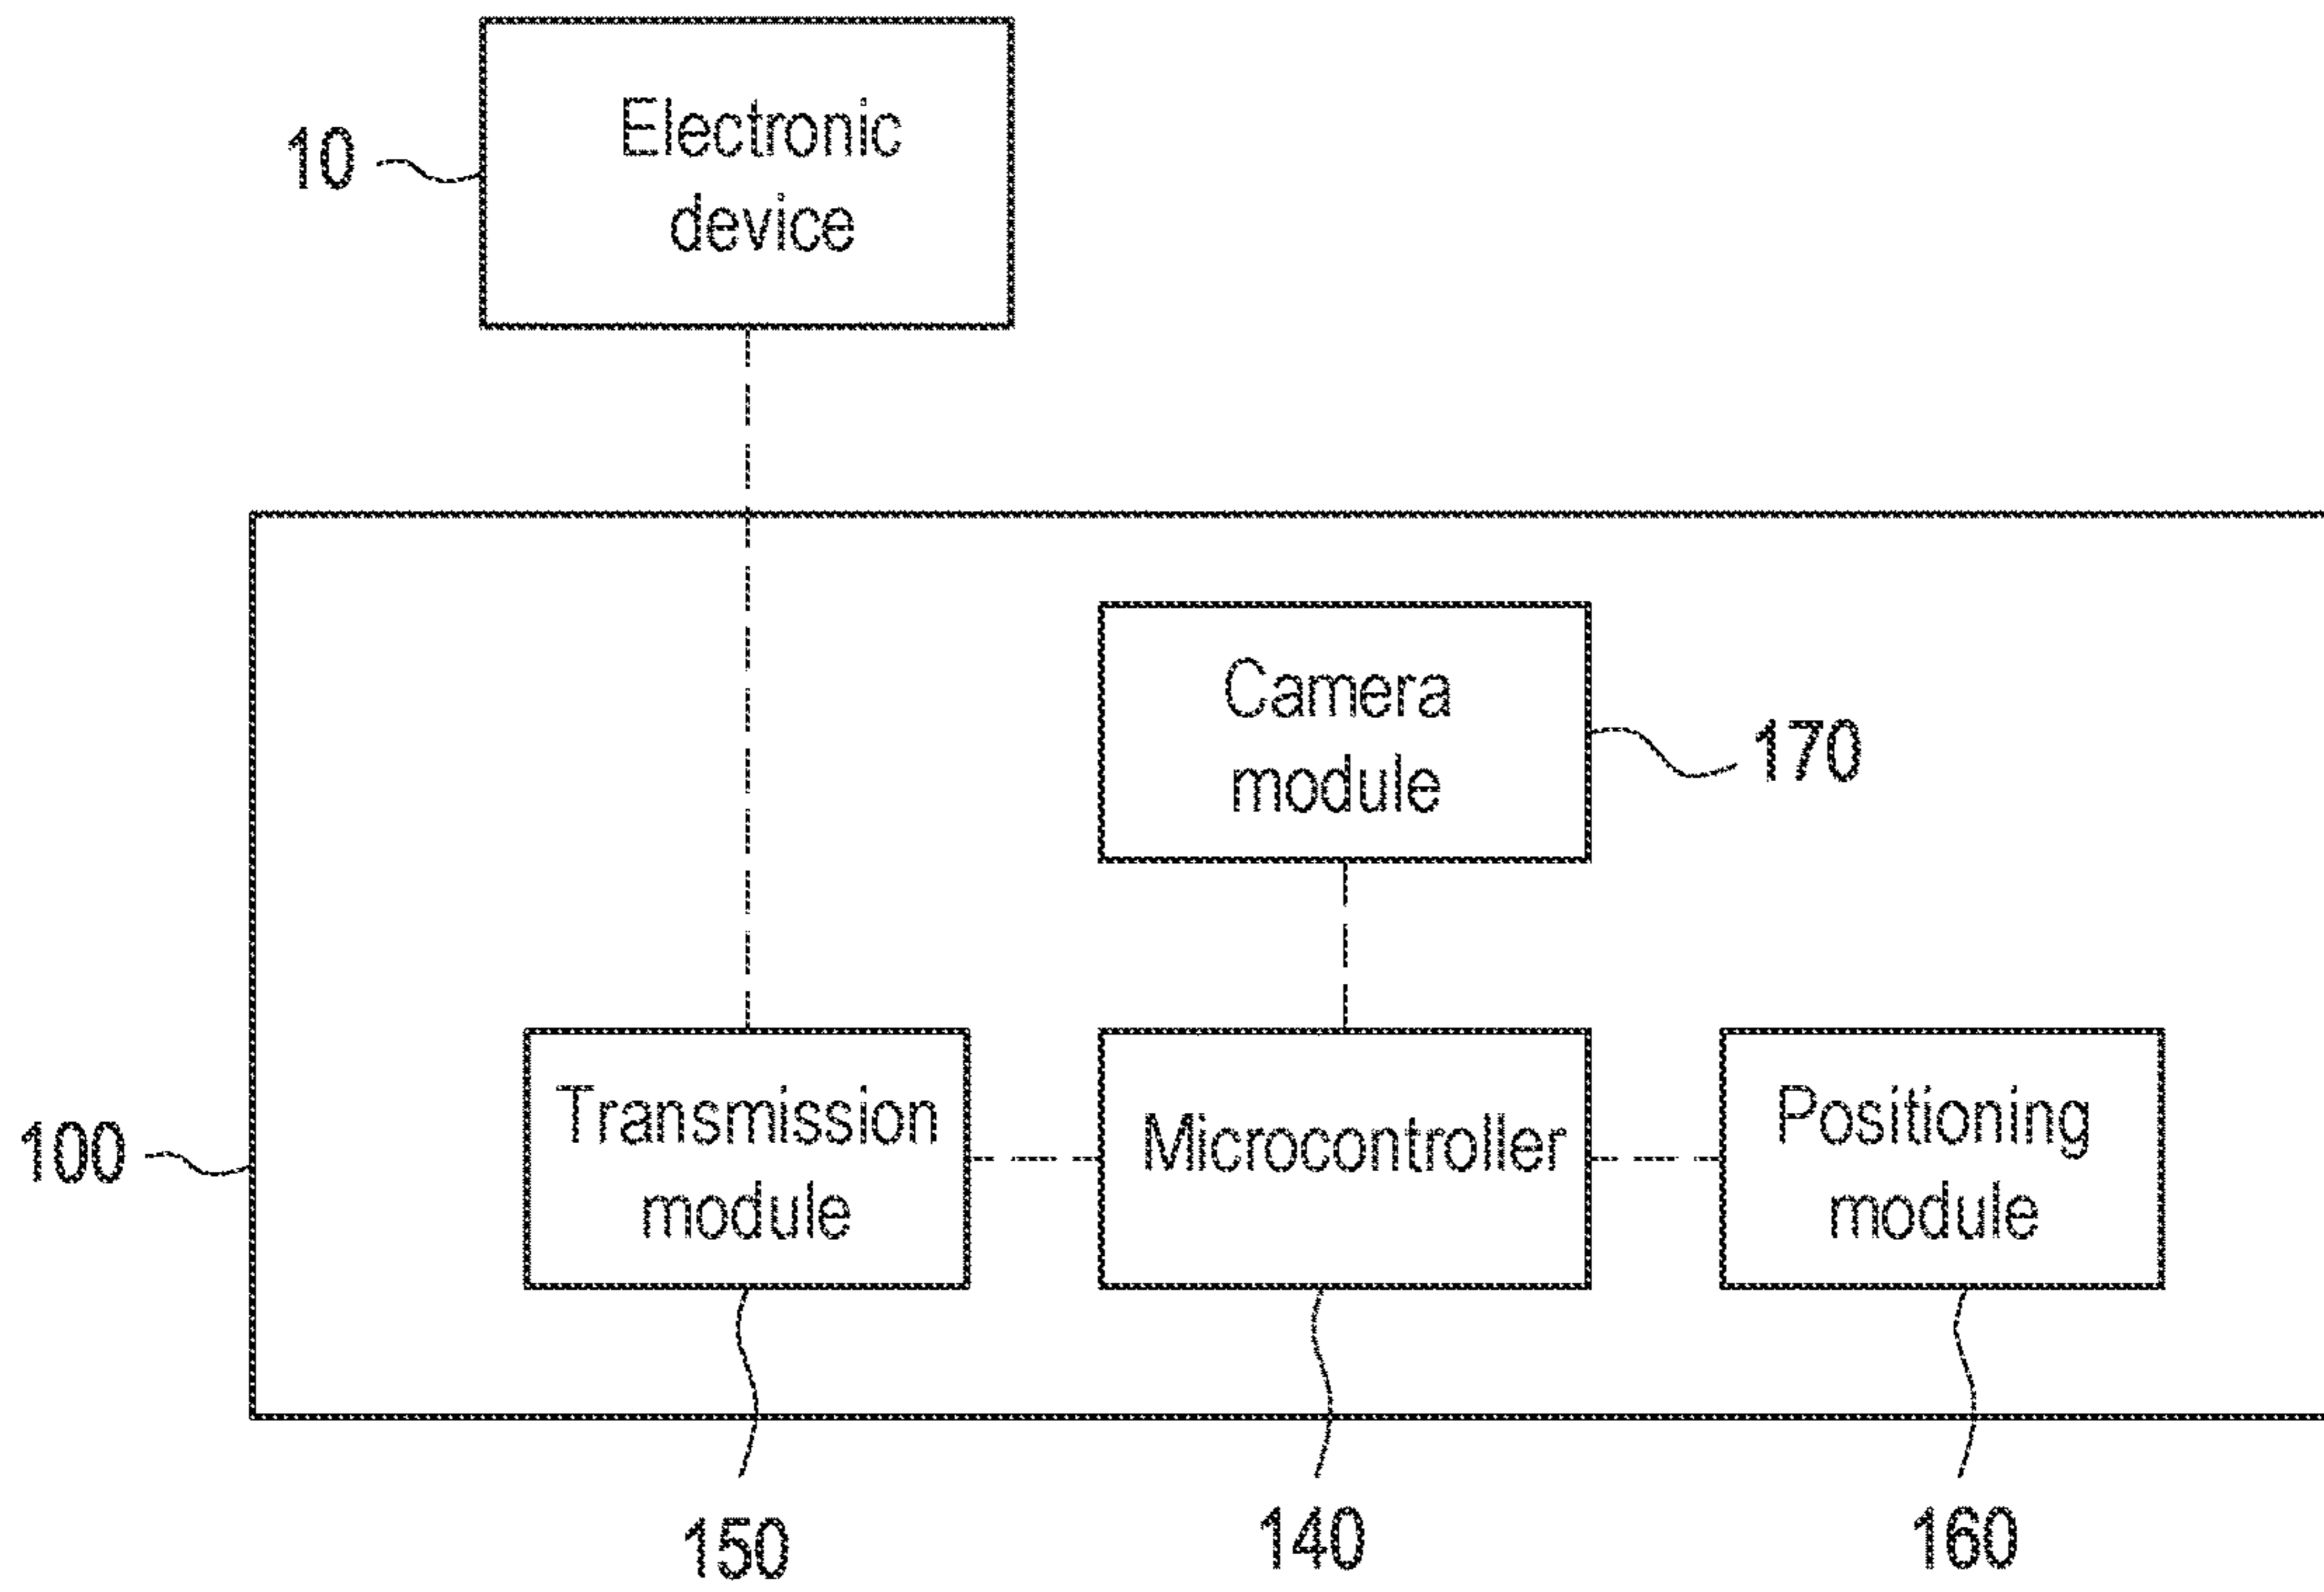 Electronic
device
10
Camera
module
170
Transmission
module
Microcontroller
Positioning
module
100
150
140
160